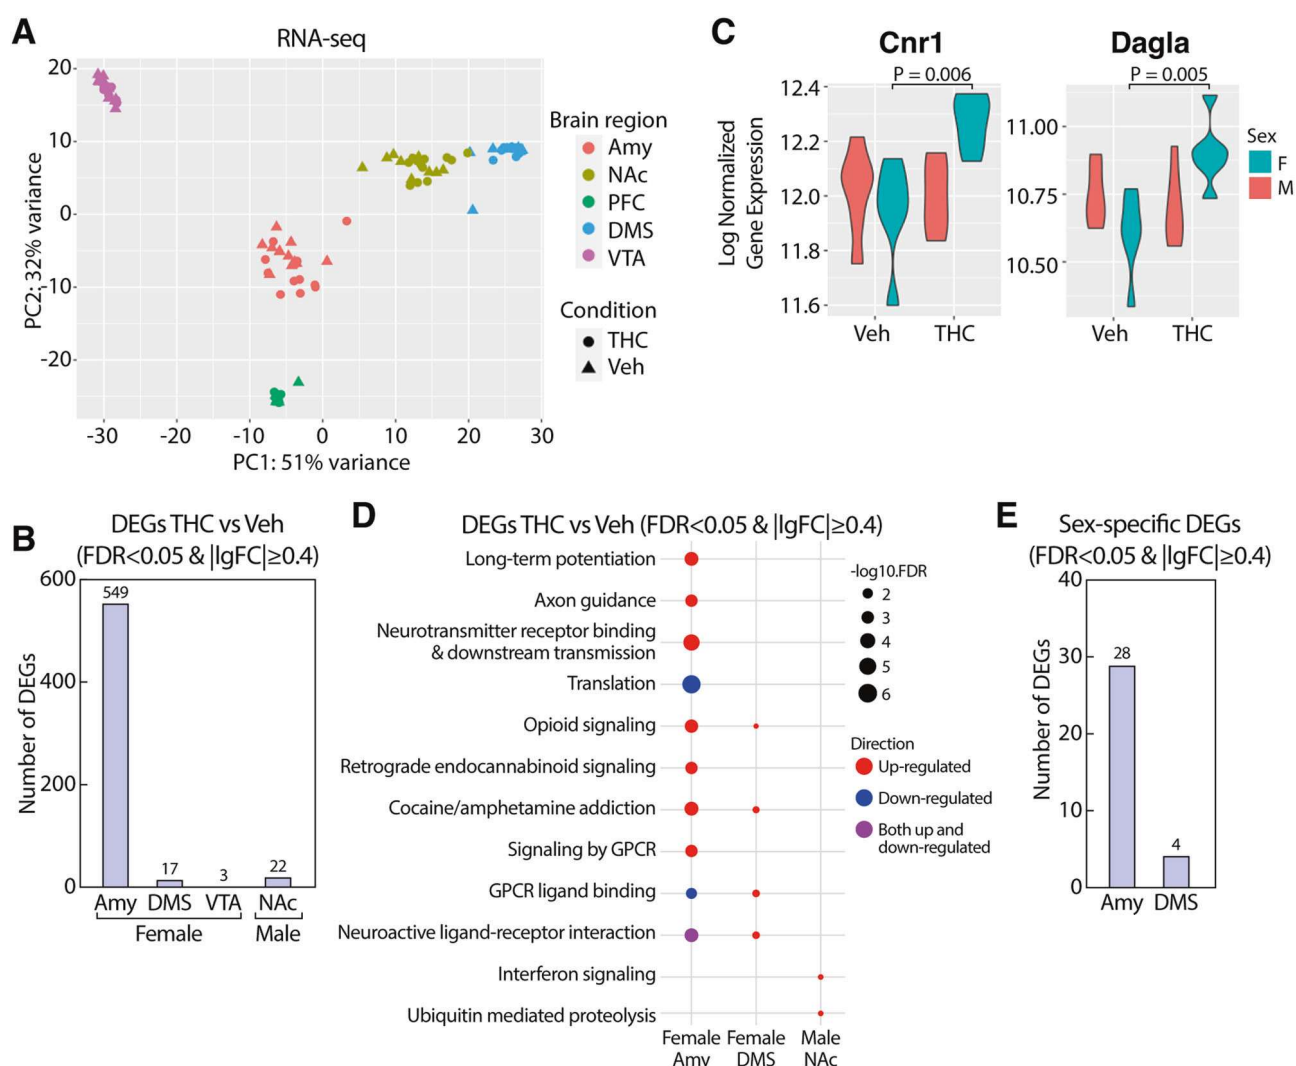 A
RNA-seq
PC2: 32% variance
20
10
0
-10
-20
-30
-20
-10
0
10
20
30
PC1: 51% variance
Brain region
Amy
NAc
PFC
DMS
VTA
Condition
THC
Veh
C
Cnr1
P = 0.006
Log Normalized
Gene Expression
12.4
12.2
12.0
11.8
11.6
Veh
THC
Dagla
P = 0.005
11.00
10.75
10.50
Veh
THC
Sex
F
M
B
DEGs THC vs Veh
(FDR<0.05 & |lgFC|≥0.4)
Number of DEGs
600
400
200
0
549
17
3
22
Amy DMS VTA NAc
Female Male
D
DEGs THC vs Veh (FDR<0.05 & |lgFC|≥0.4)
Long-term potentiation
Axon guidance
Neurotransmitter receptor binding
& downstream transmission
Translation
Opioid signaling
Retrograde endocannabinoid signaling
Cocaine/amphetamine addiction
Signaling by GPCR
GPCR ligand binding
Neuroactive ligand-receptor interaction
Interferon signaling
Ubiquitin mediated proteolysis
Female Female Male
Amy DMS NAc
-log10.FDR
2
3
4
5
6
Direction
Up-regulated
Down-regulated
Both up and
down-regulated
E
Sex-specific DEGs
(FDR<0.05 & |lgFC|≥0.4)
Number of DEGs
40
30
20
10
0
28
4
Amy DMS